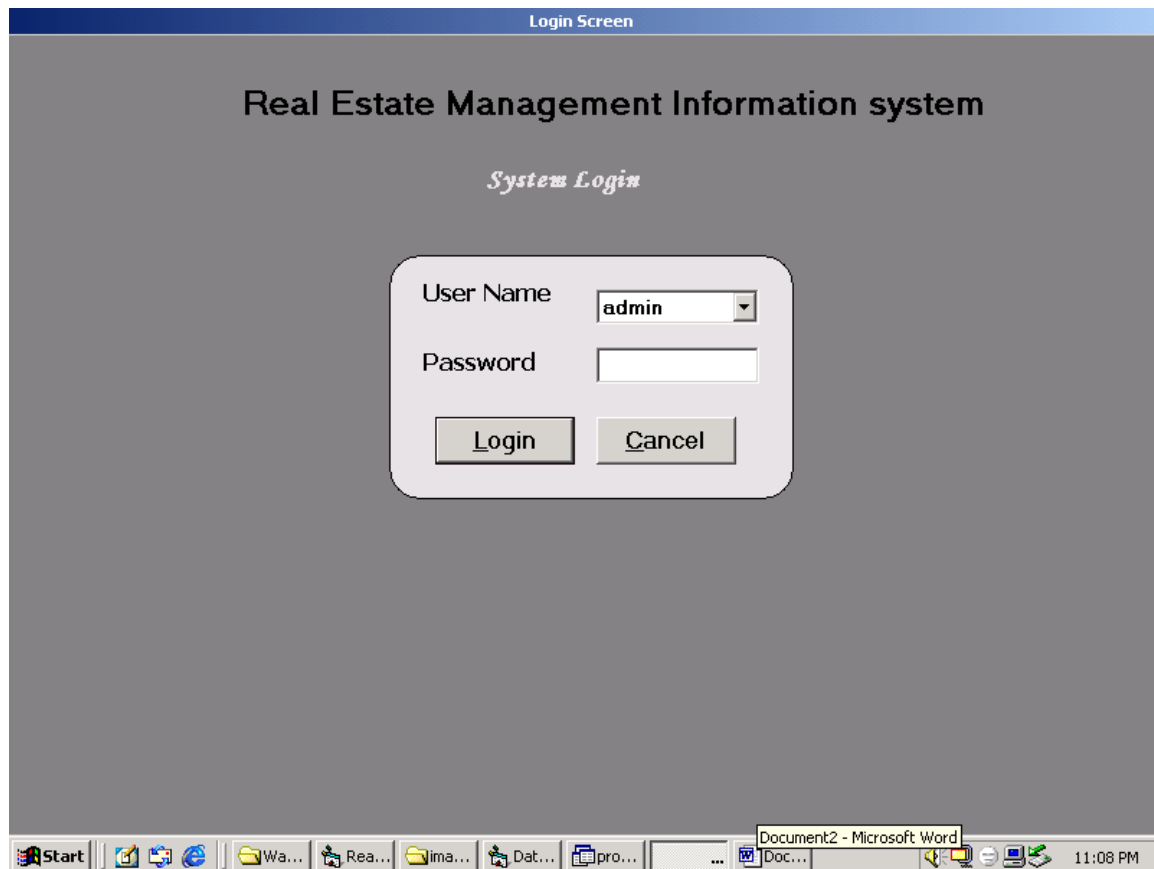 Login Screen
Real Estate Management Information system
System Login
User Name
admin
Password
Login
Cancel
Document2 - Microsoft Word
Start
Wa...
Rea...
ima...
Dat...
pro...
...
Doc...
11:08 PM